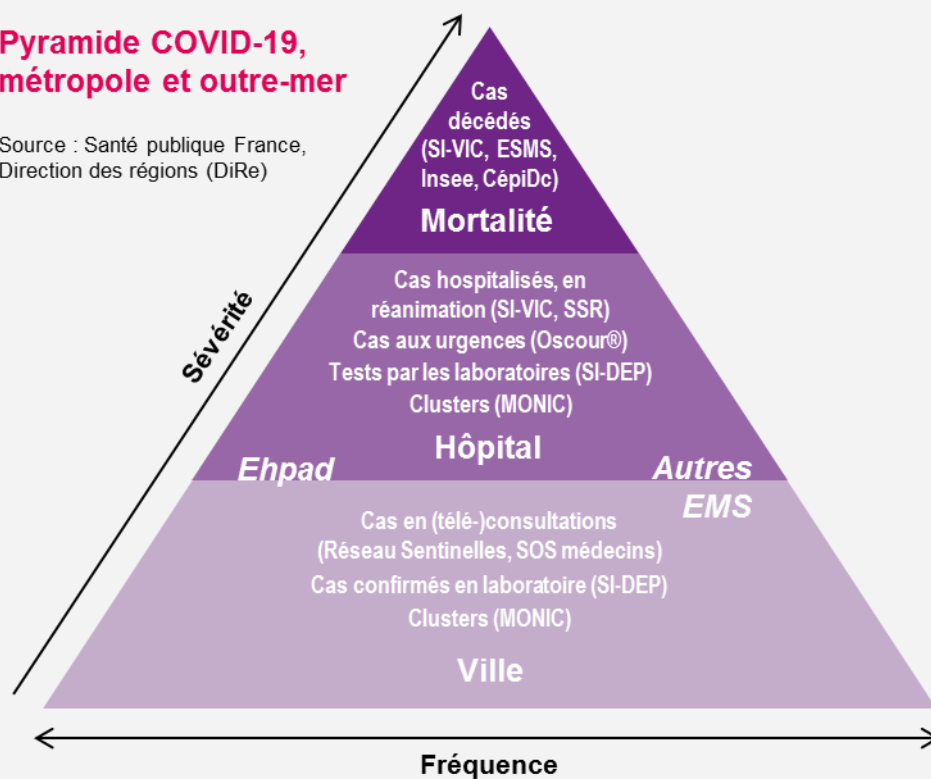 Pyramide COVID-19,
métropole et outre-mer
Source : Santé publique France,
Direction des régions (DiRe)
Cas
décédés
(SI-VIC, ESMS,
Insee, CépiDc)
Mortalité
Sévérité
Cas hospitalisés, en
réanimation (SI-VIC, SSR)
Cas aux urgences (Oscour®)
Tests par les laboratoires (SI-DEP)
Clusters (MONIC)
Hôpital
Ehpad
Autres
EMS
Cas en (télé-)consultations
(Réseau Sentinelles, SOS médecins)
Cas confirmés en laboratoire (SI-DEP)
Clusters (MONIC)
Ville
Fréquence